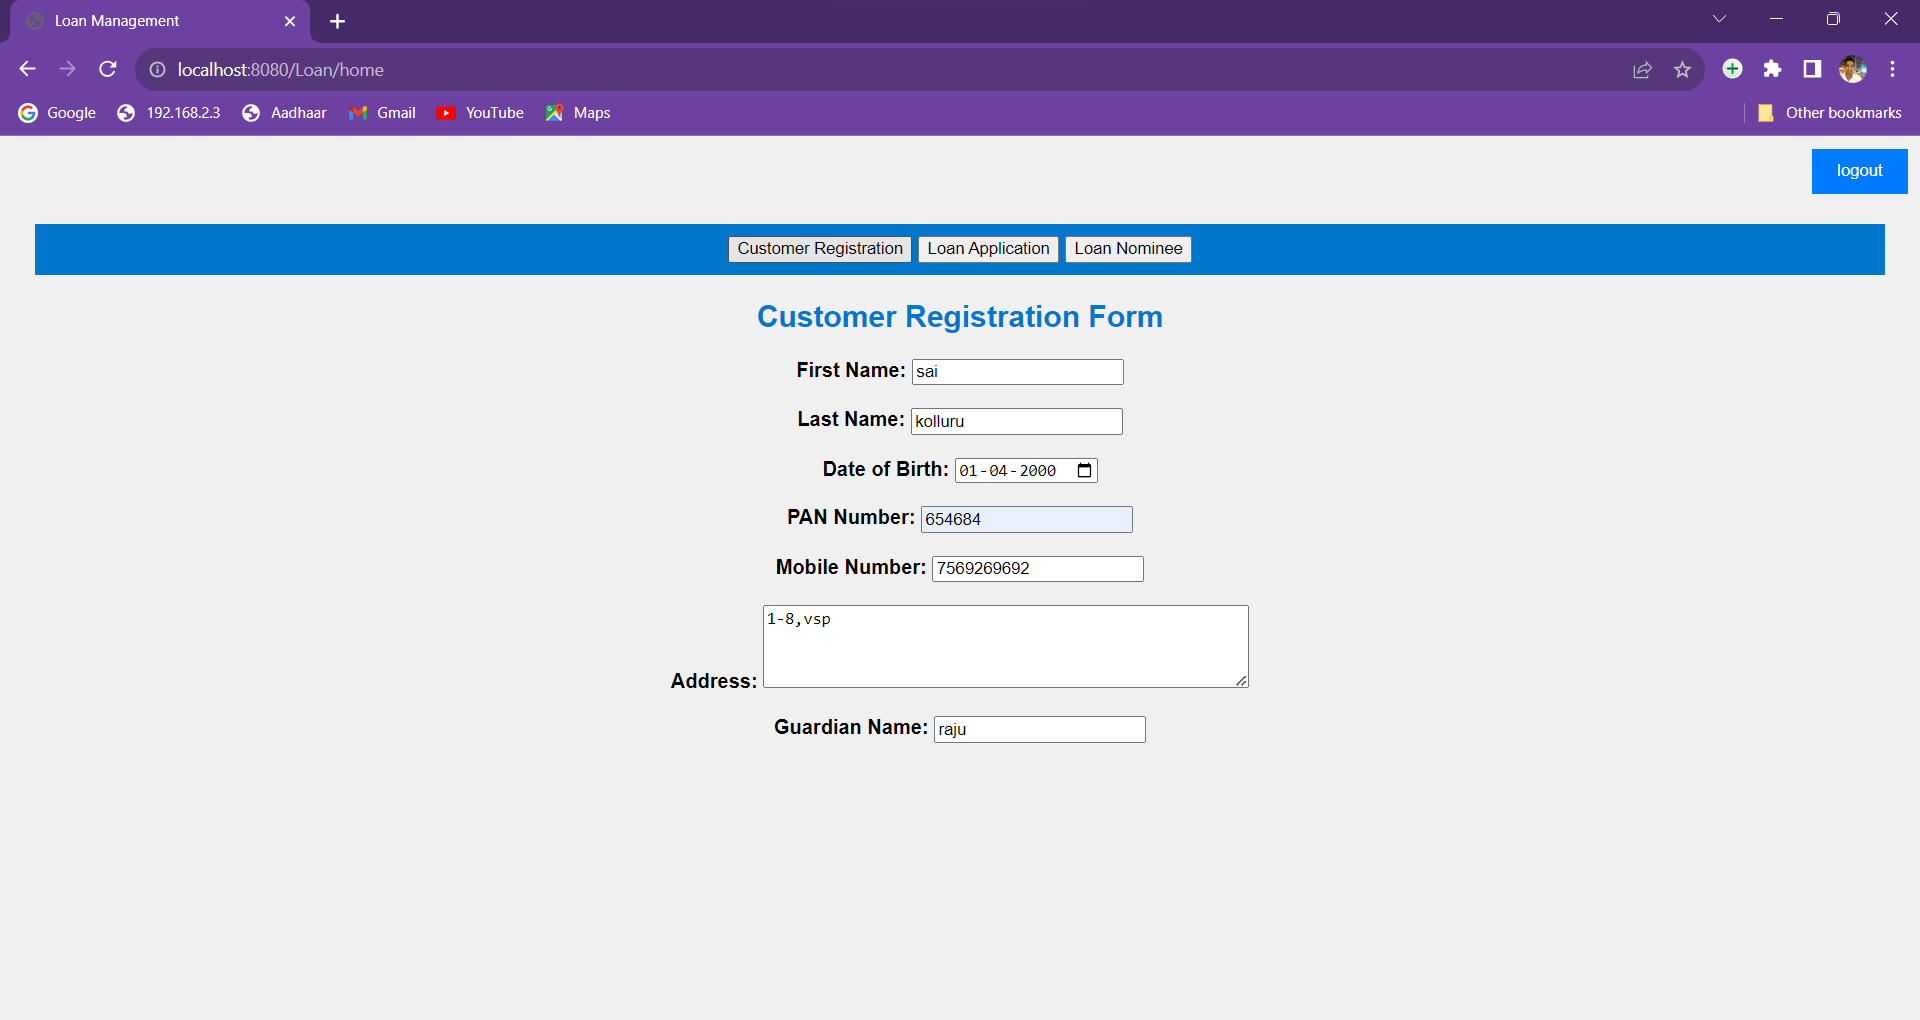 Loan Management
localhost:8080/Loan/home
Google 192.168.2.3 Aadhaar Gmail YouTube Maps Other bookmarks
logout
Customer Registration Loan Application Loan Nominee
Customer Registration Form
First Name: sai
Last Name: kolluru
Date of Birth: 01-04-2000
PAN Number: 654684
Mobile Number: 7569269692
1-8,vsp
Address:
Guardian Name: raju